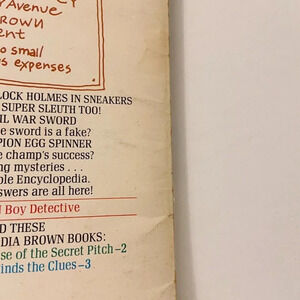 Avenue
ROWN
ent
o small
s expenses
LOCK HOLMES IN SNEAKERS
SUPER SLEUTH TOO!
IL WAR SWORD
e sword is a fake?
PION EGG SPINNER
e champ's success?
ng mysteries . . .
ple Encyclopedia.
swers are all here!
Boy Detective
D THESE
DIA BROWN BOOKS:
se of the Secret Pitch–2
inds the Clues–3